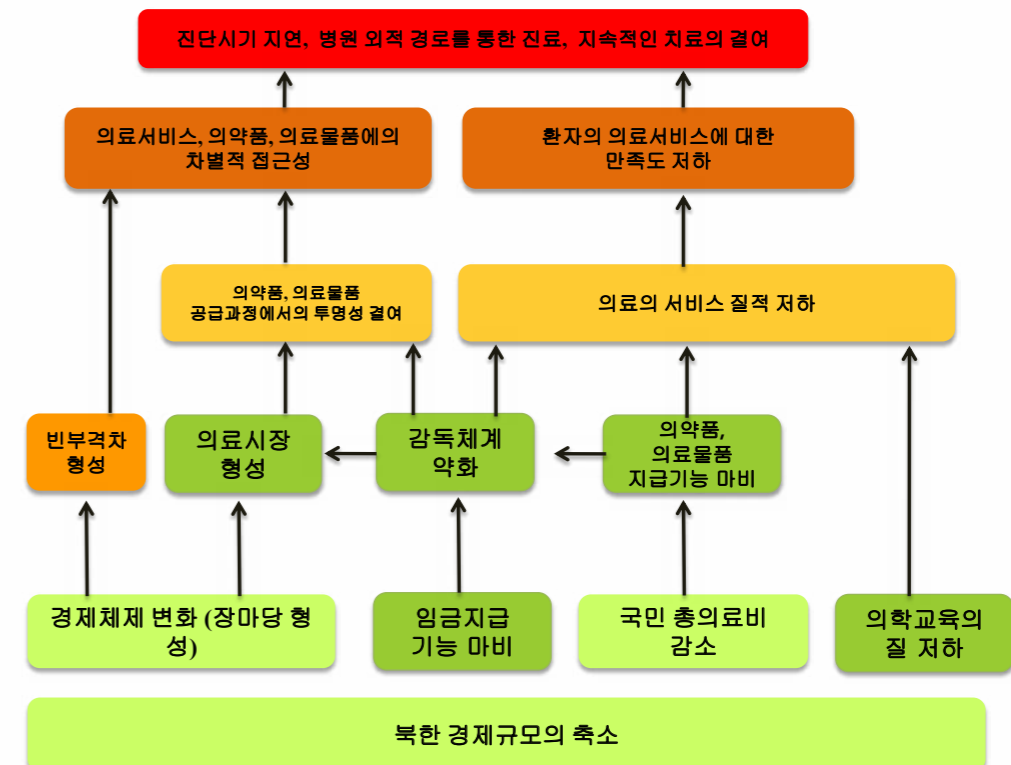 진단시기 지연, 병원 외적 경로를 통한 진료, 지속적인 치료의 결여
의료서비스, 의약품, 의료물품에의
차별적 접근성
환자의 의료서비스에 대한
만족도 저하
의약품, 의료물품
공급과정에서의 투명성 결여
의료의 서비스 질적 저하
빈부격차
형성
의료시장
형성
감독체계
약화
의약품,
의료물품
지급기능 마비
경제체제 변화 (장마당 형
성)
임금지급
기능 마비
국민 총의료비
감소
의학교육의
질 저하
북한 경제규모의 축소